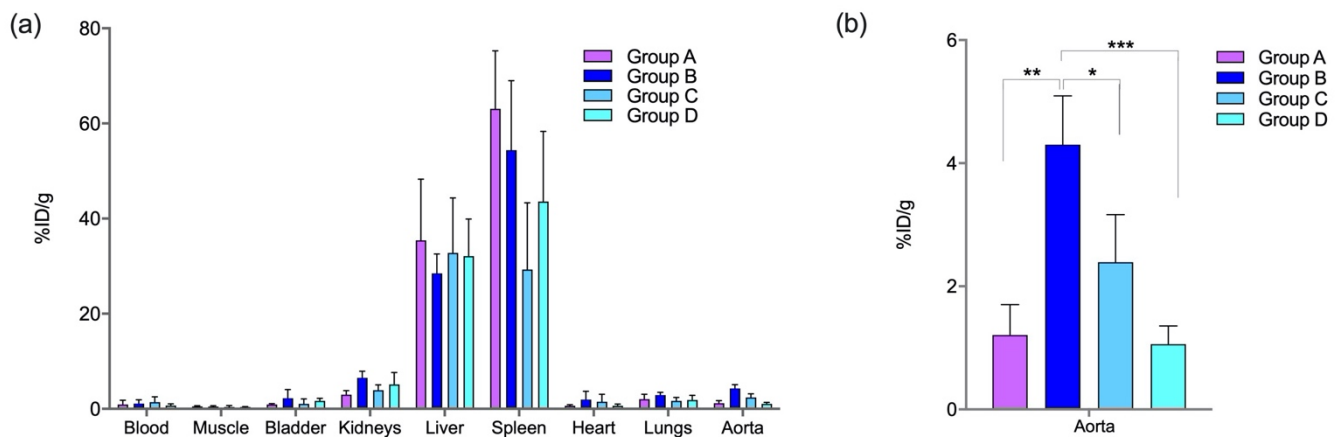 (a)
%ID/g
80
60
40
20
0
Group A
Group B
Group C
Group D
Blood Muscle Bladder Kidneys Liver Spleen Heart Lungs Aorta
(b)
%ID/g
6
4
2
0
***
** *
Group A
Group B
Group C
Group D
Aorta